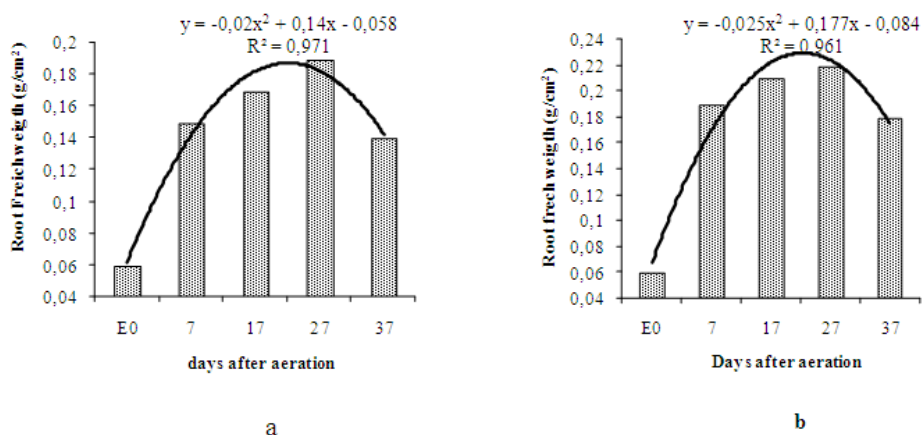 y = -0,02x² + 0,14x - 0,058
R² = 0,971
0,2
0,18
0,16
0,14
0,12
0,1
0,08
0,06
0,04
Root Freich weigth (g/cm²)
E0 7 17 27 37
days after aeration
a
y = -0,025x² + 0,177x - 0,084
R² = 0,961
0,24
0,22
0,2
0,18
0,16
0,14
0,12
0,1
0,08
0,06
0,04
Root frech weigth (g/cm²)
E0 7 17 27 37
Days after aeration
b